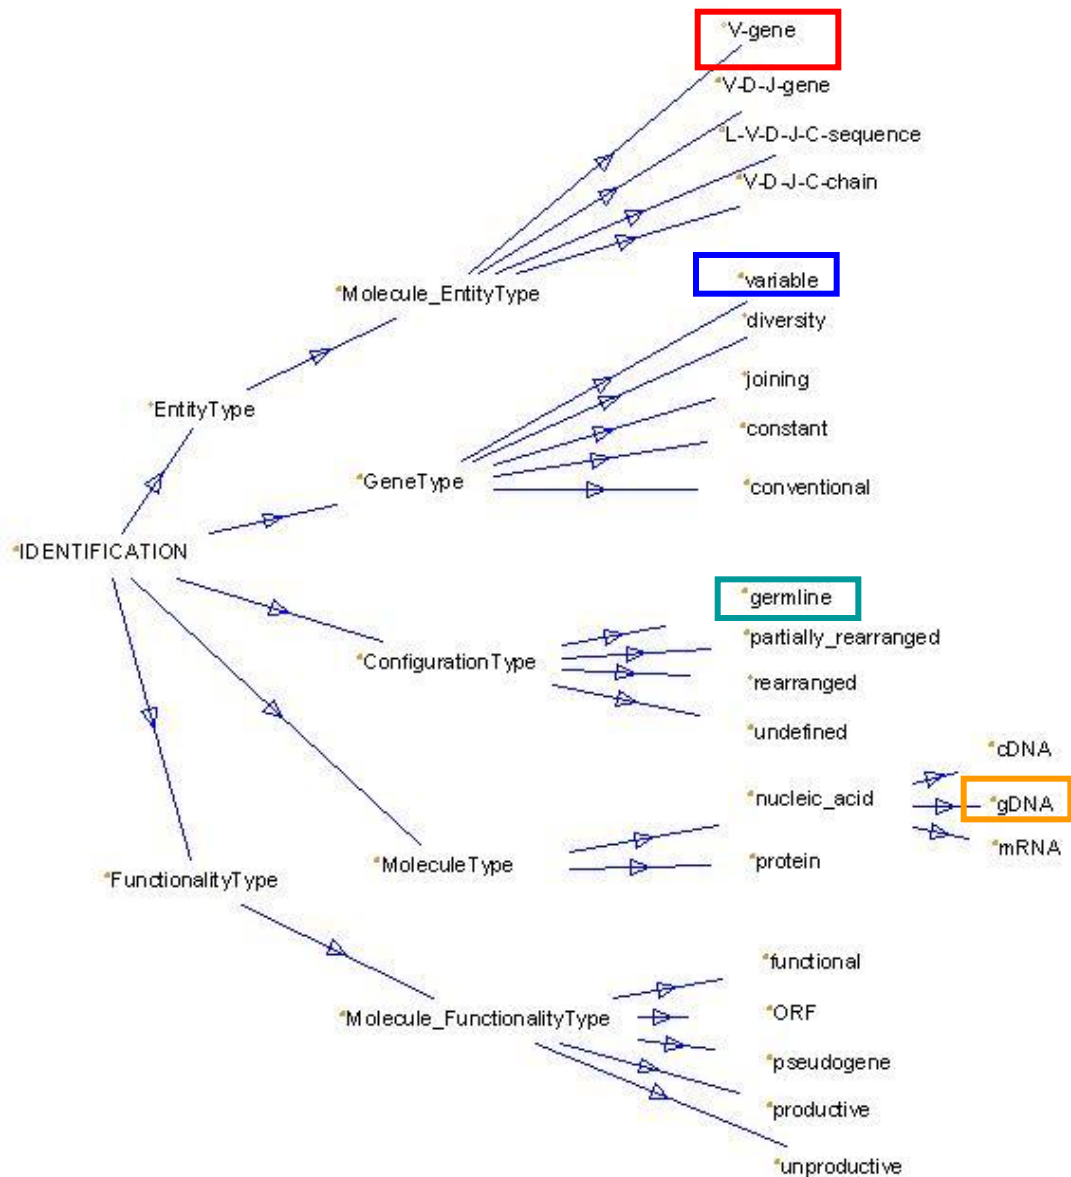 V-gene
V-D-J-gene
L-V-D-J-C-sequence
V-D-J-C-chain
Molecule_EntityType
variable
diversity
joining
constant
conventional
EntityType
GeneType
IDENTIFICATION
germline
partially_rearranged
rearranged
undefined
ConfigurationType
cDNA
nucleic_acid
gDNA
mRNA
MoleculeType
protein
FunctionalityType
functional
ORF
pseudogene
productive
unproductive
Molecule_FunctionalityType